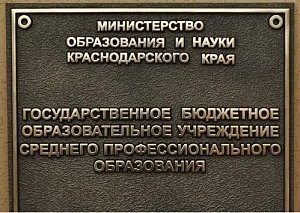 МИНИСТЕРСТВО
ОБРАЗОВАНИЯ И НАУКИ
КРАСНОДАРСКОГО КРАЯ
ГОСУДАРСТВЕННОЕ БЮДЖЕТНОЕ
ОБРАЗОВАТЕЛЬНОЕ УЧРЕЖДЕНИЕ
СРЕДНЕГО ПРОФЕССИОНАЛЬНОГО
ОБРАЗОВАНИЯ